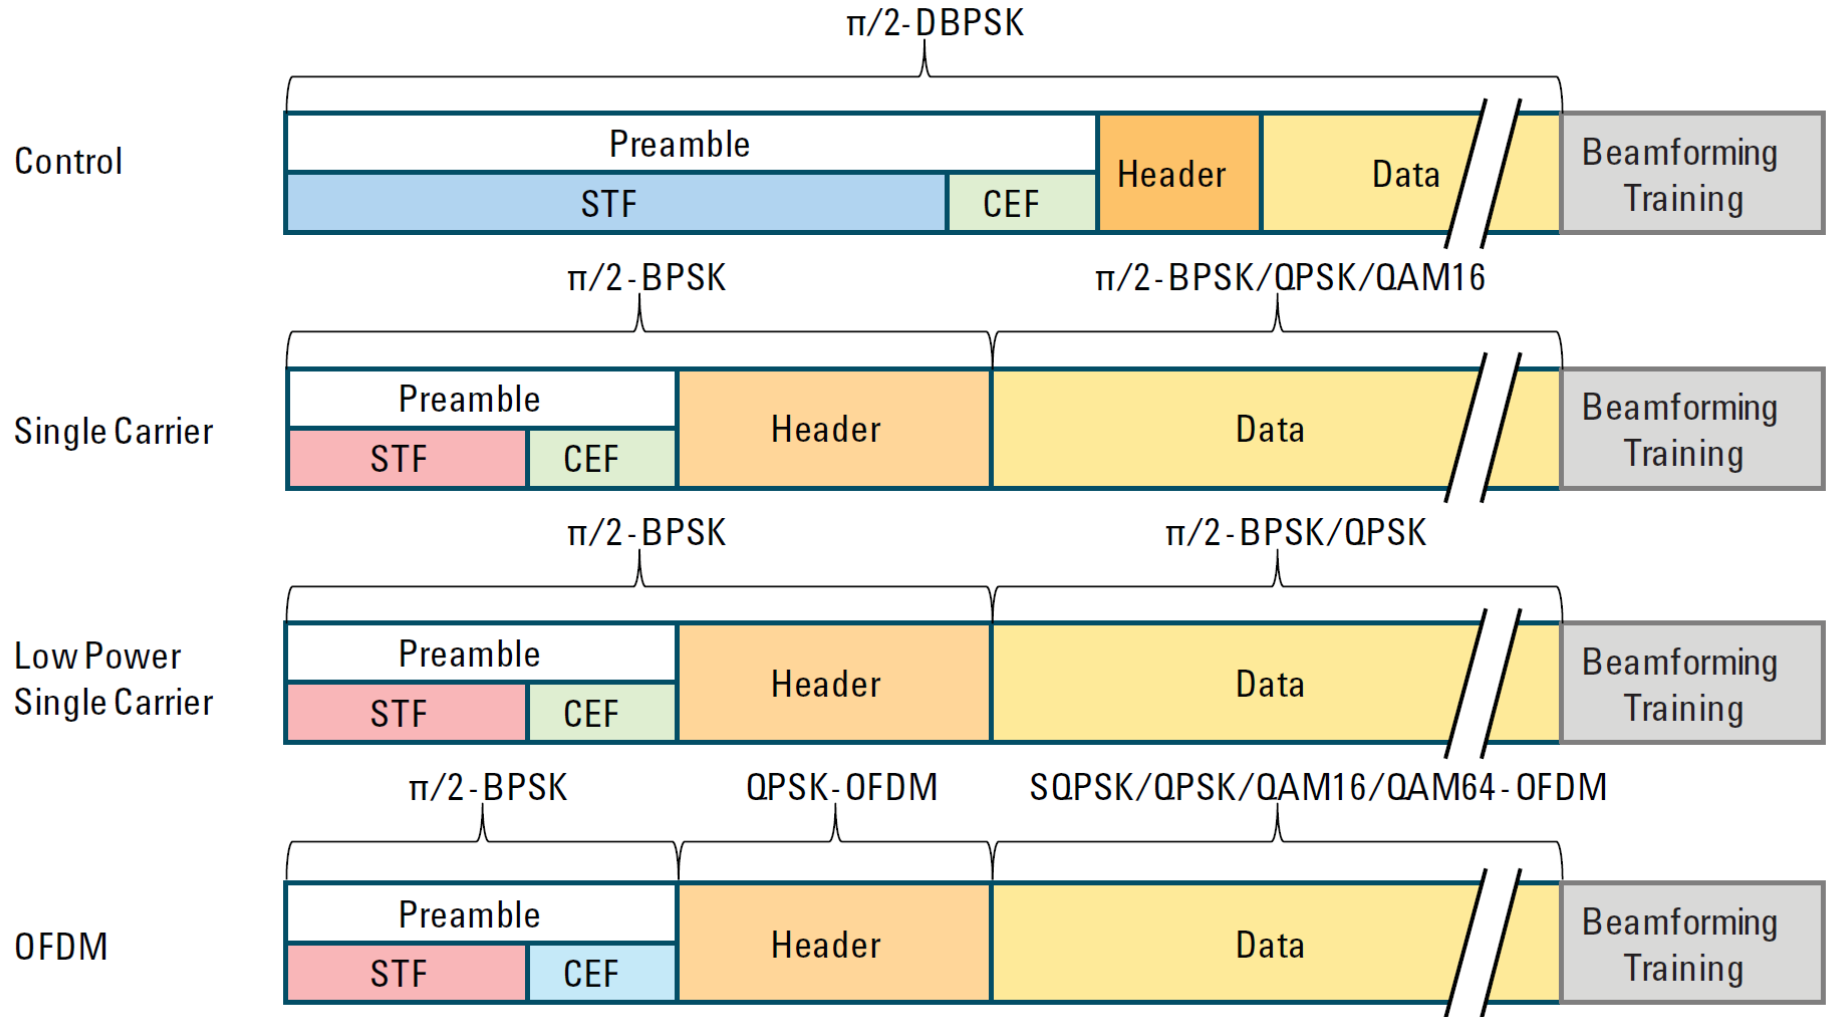 π/2-DBPSK
Control
Preamble
STF
CEF
Header
Data
Beamforming
Training
π/2-BPSK
π/2-BPSK/QPSK/QAM16
Single Carrier
Preamble
STF
CEF
Header
Data
Beamforming
Training
π/2-BPSK
π/2-BPSK/QPSK
Low Power
Single Carrier
Preamble
STF
CEF
Header
Data
Beamforming
Training
π/2-BPSK
QPSK-OFDM
SQPSK/QPSK/QAM16/QAM64-OFDM
OFDM
Preamble
STF
CEF
Header
Data
Beamforming
Training